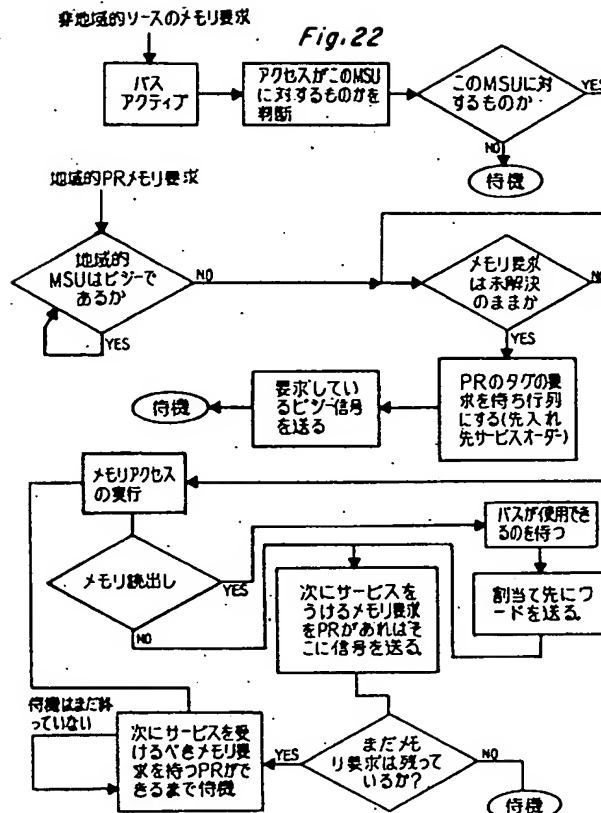 非地域的ソースのメモリ要求
Fig.22
バス
アクティブ
アクセスがこのMSU
に対するものかを
判断
このMSUに対
するものか
YES
NO
待機
地域的PRメモリ要求
地域的
MSUはビジーで
あるか
NO
YES
メモリ要求
は未解決
のままか
NO
YES
PRのタグの要
求を待ち行列
にする(先入れ
先サービスオーダー)
要求してい
るビジー信号
を送る
待機
メモリアクセス
の実行
メモリ読出し
YES
NO
バスが使用でき
るのを待つ
割当て先にワ
ードを送る.
次にサービスを
うけるメモリ要求
をPRがあればそ
こに信号を送る.
待機はまだ終
っていない
次にサービスを受
けるべきメモリ要
求を持つPRがで
きるまで待機
YES
まだメモ
リ要求は残って
いるか?
NO
待機